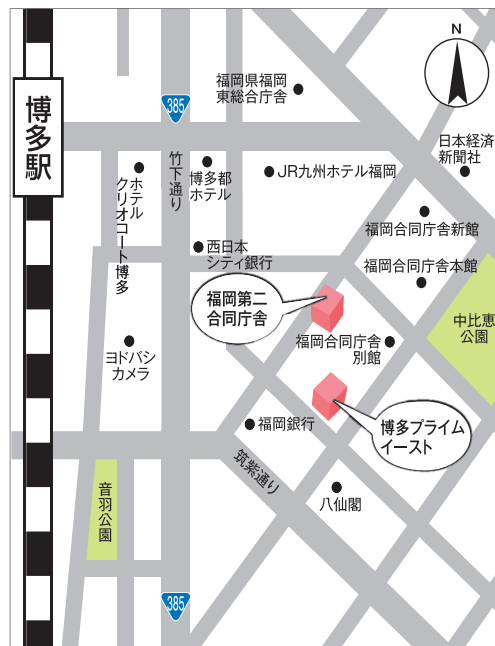 N
博多駅
385
竹下通り
福岡県福岡
東総合庁舎
日本経済
新聞社
ホテル
クリオコート博多
博多都
ホテル
JR九州ホテル福岡
福岡合同庁舎新館
西日本
シティ銀行
福岡合同庁舎本館
福岡第二
合同庁舎
中比恵
公園
ヨドバシ
カメラ
福岡合同庁舎
別館
福岡銀行
博多プライム
イースト
筑紫通り
八仙閣
音羽公園
385